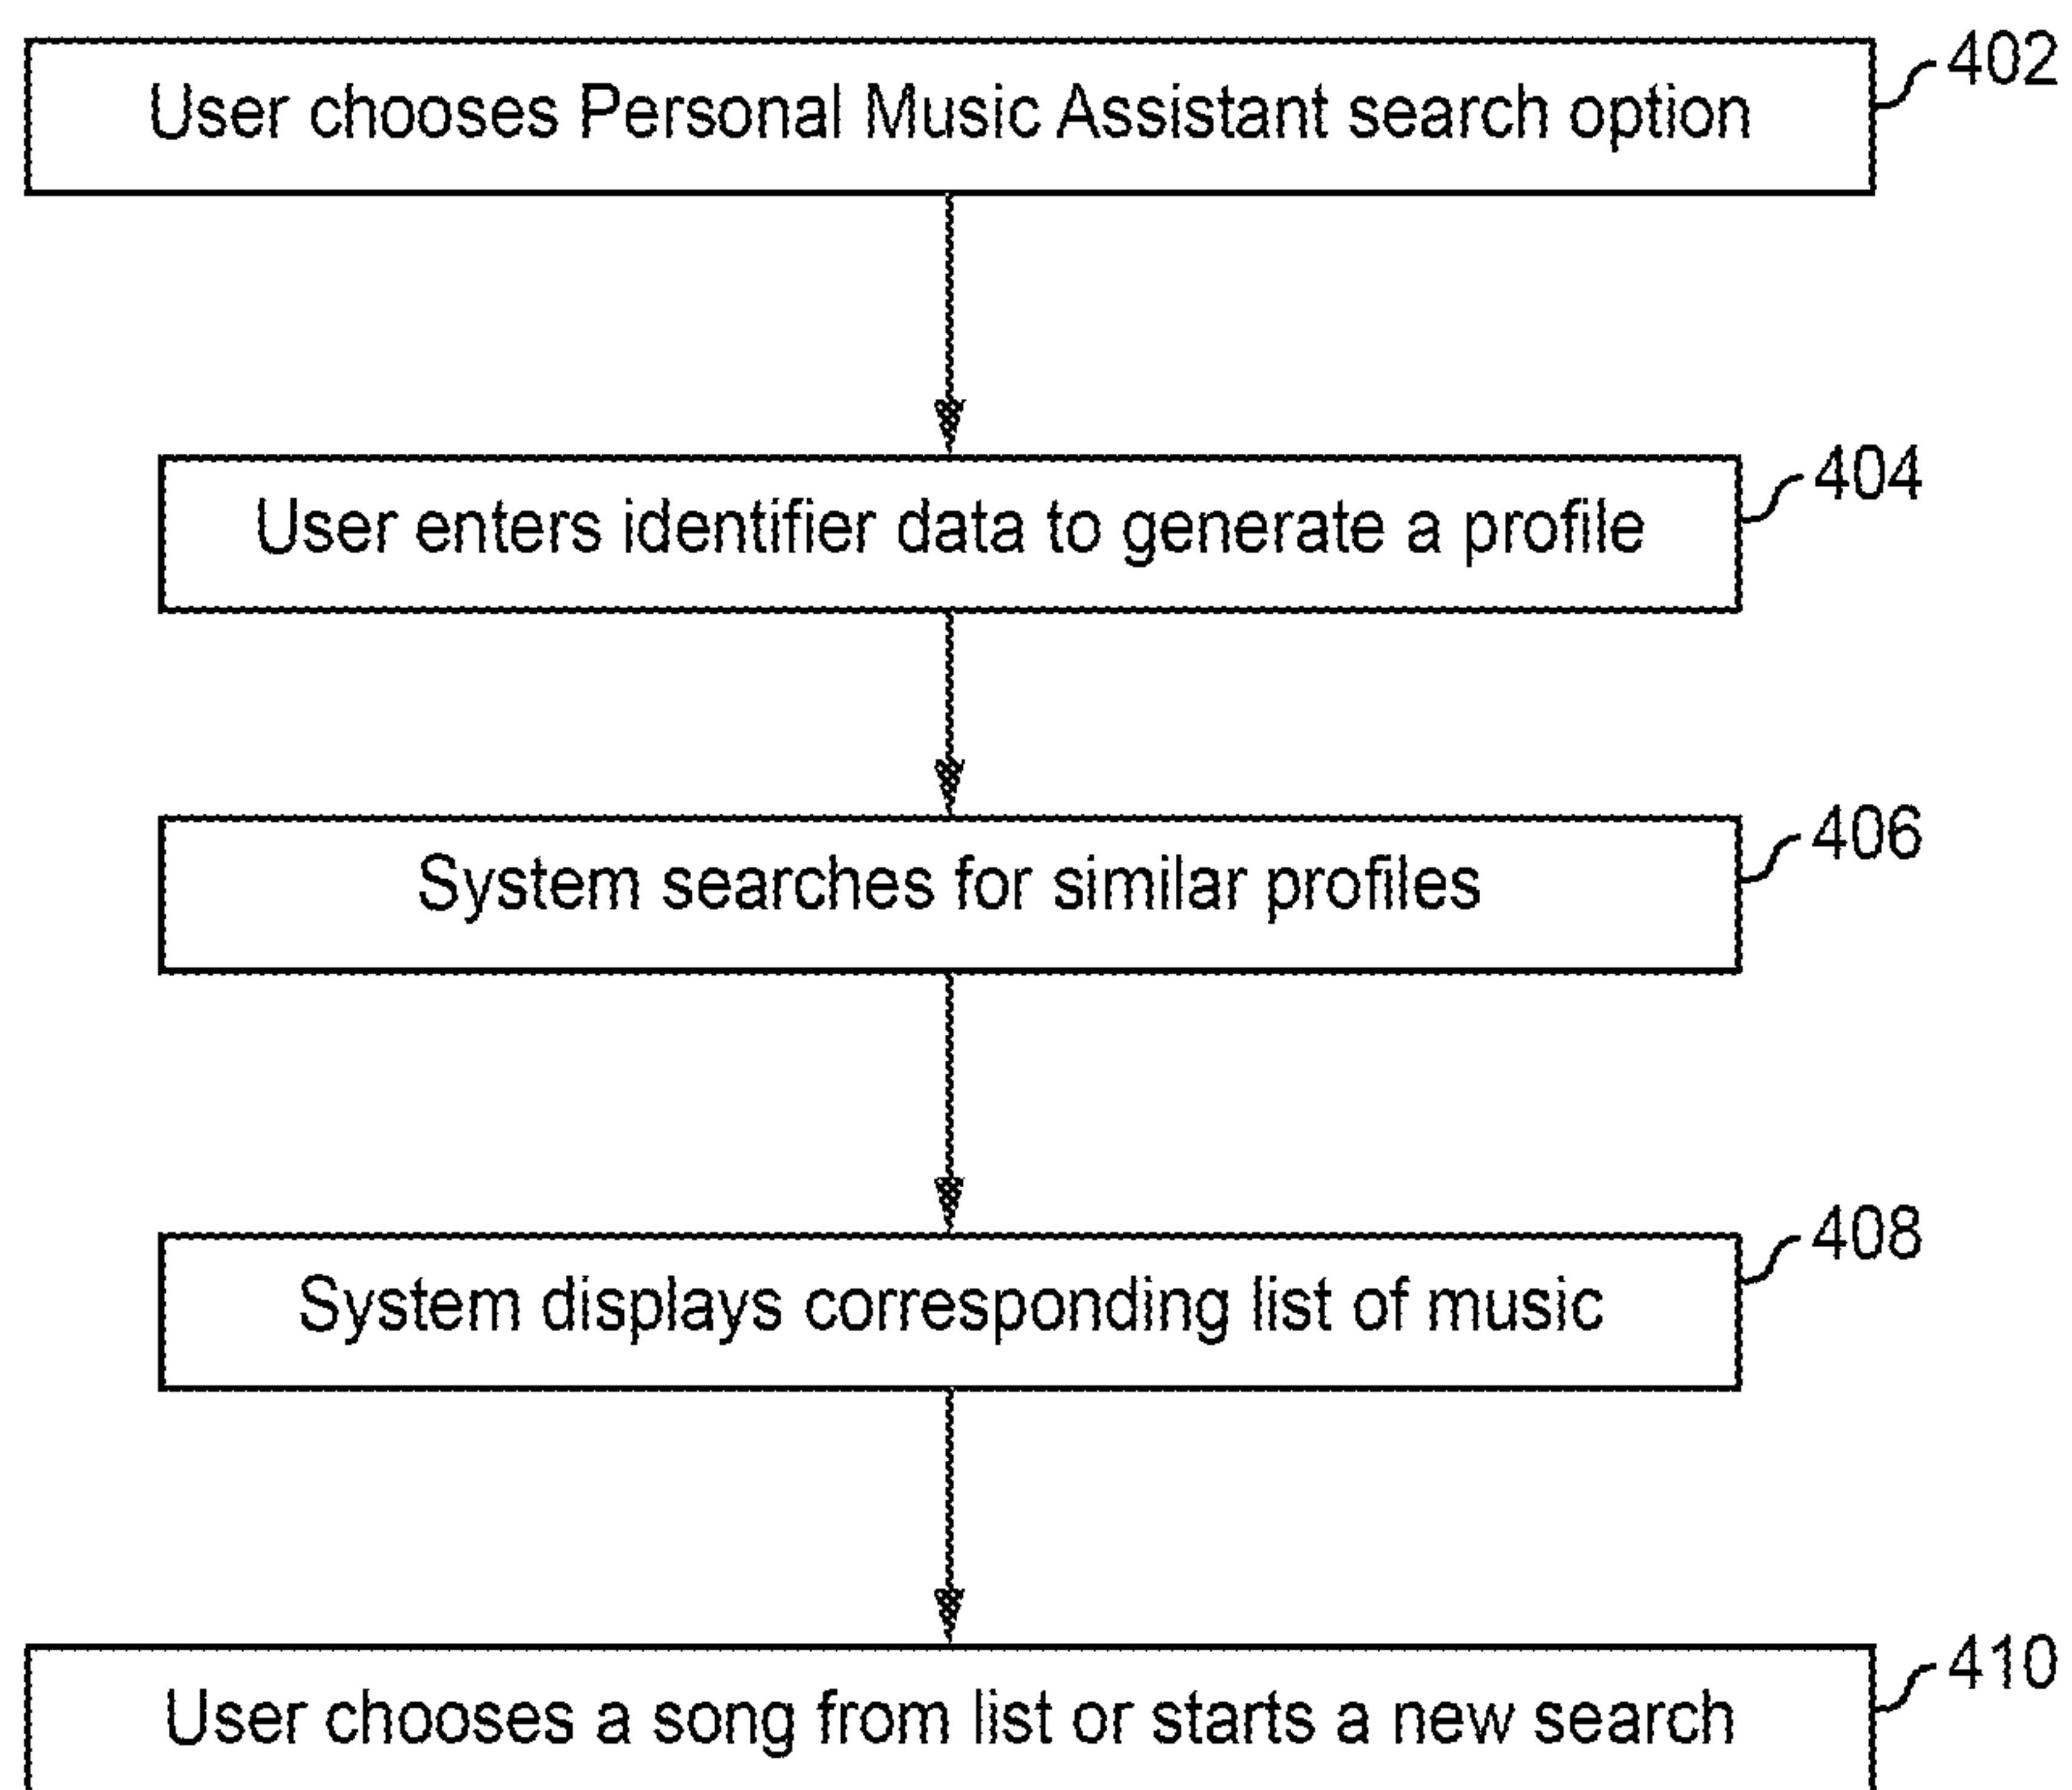 User chooses Personal Music Assistant search option
402
User enters identifier data to generate a profile
404
System searches for similar profiles
406
System displays corresponding list of music
408
User chooses a song from list or starts a new search
410